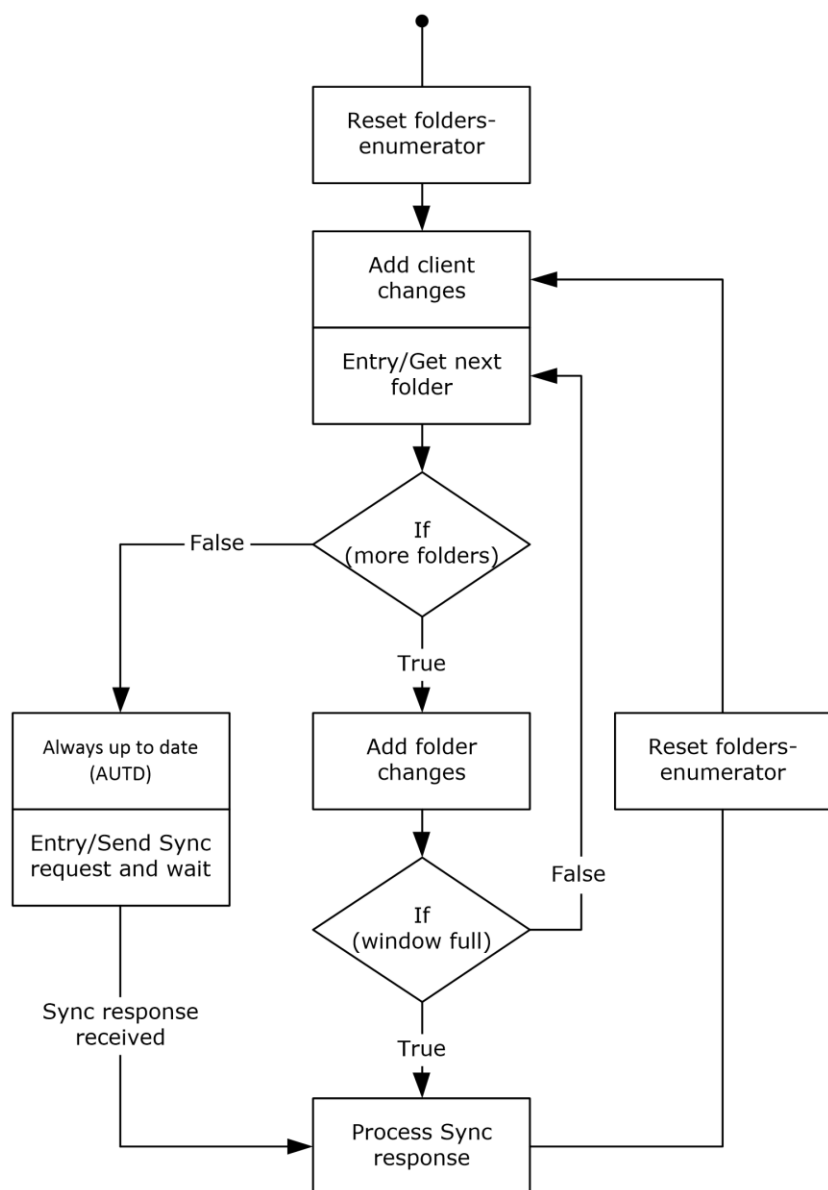 Reset folders-
enumerator
Add client
changes
Entry/Get next
folder
If
(more folders)
False
True
Always up to date
(AUTD)
Entry/Send Sync
request and wait
Add folder
changes
Reset folders-
enumerator
If
(window full)
False
Sync response
received
True
Process Sync
response